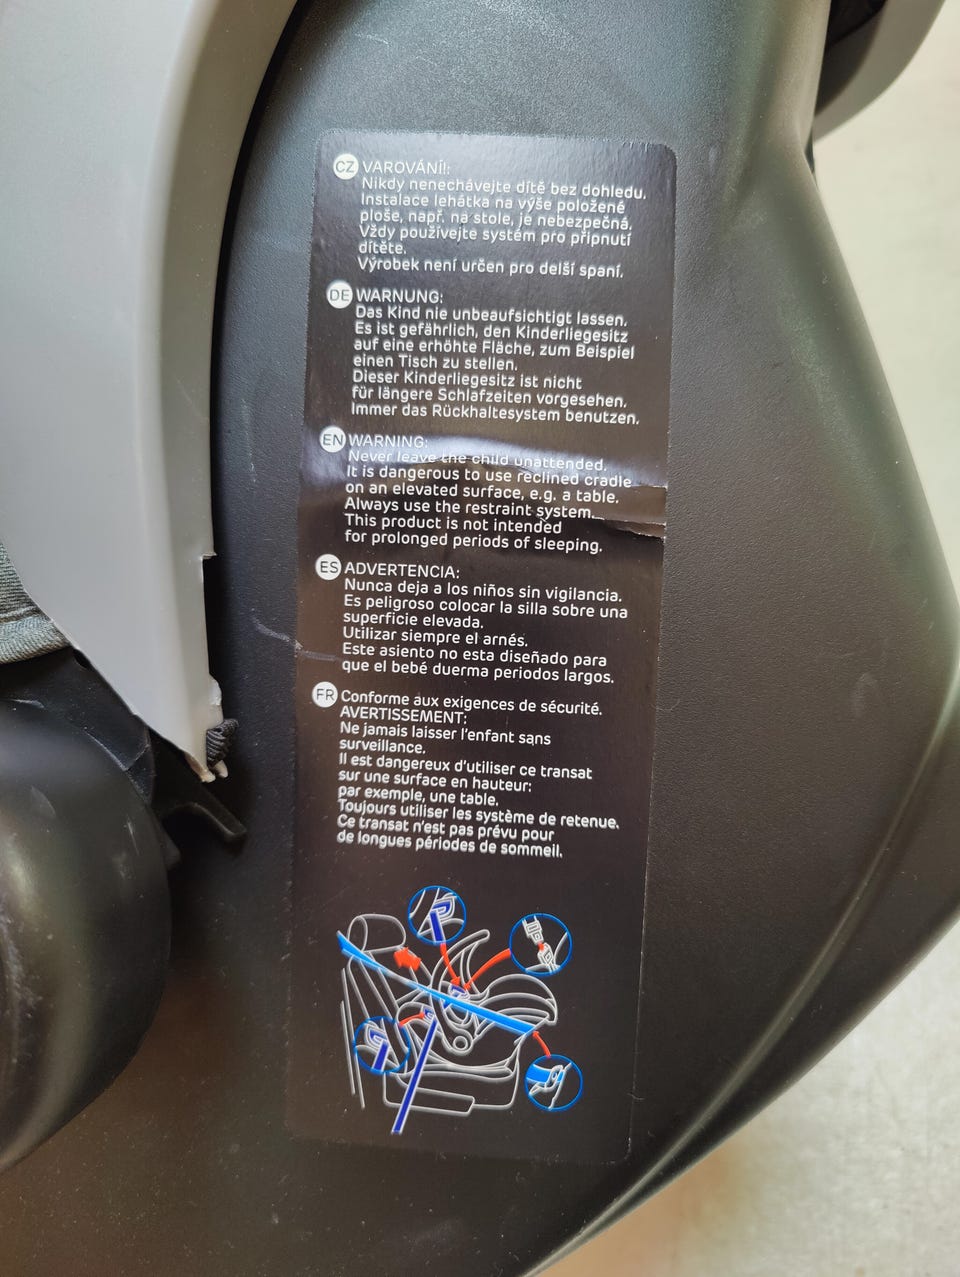 CZ VAROVÁNÍ!:
Nikdy nenechávejte dítě bez dohledu.
Instalace lehátka na výše položené
ploše, např. na stole, je nebezpečná.
Vždy používejte systém pro připnutí
dítěte.
Výrobek není určen pro delší spaní.
DE WARNUNG:
Das Kind nie unbeaufsichtigt lassen.
Es ist gefährlich, den Kinderliegesitz
auf eine erhöhte Fläche, zum Beispiel
einen Tisch zu stellen.
Dieser Kinderliegesitz ist nicht
für längere Schlafzeiten vorgesehen.
Immer das Rückhaltesystem benutzen.
EN WARNING:
Never leave the child unattended.
It is dangerous to use reclined cradle
on an elevated surface, e.g. a table.
Always use the restraint system.
This product is not intended
for prolonged periods of sleeping.
ES ADVERTENCIA:
Nunca deja a los niños sin vigilancia.
Es peligroso colocar la silla sobre una
superficie elevada.
Utilizar siempre el arnés.
Este asiento no esta diseñado para
que el bebé duerma periodos largos.
FR Conforme aux exigences de sécurité.
AVERTISSEMENT:
Ne jamais laisser l'enfant sans
surveillance.
Il est dangereux d'utiliser ce transat
sur une surface en hauteur:
par exemple, une table.
Toujours utiliser les système de retenue.
Ce transat n'est pas prévu pour
de longues périodes de sommeil.